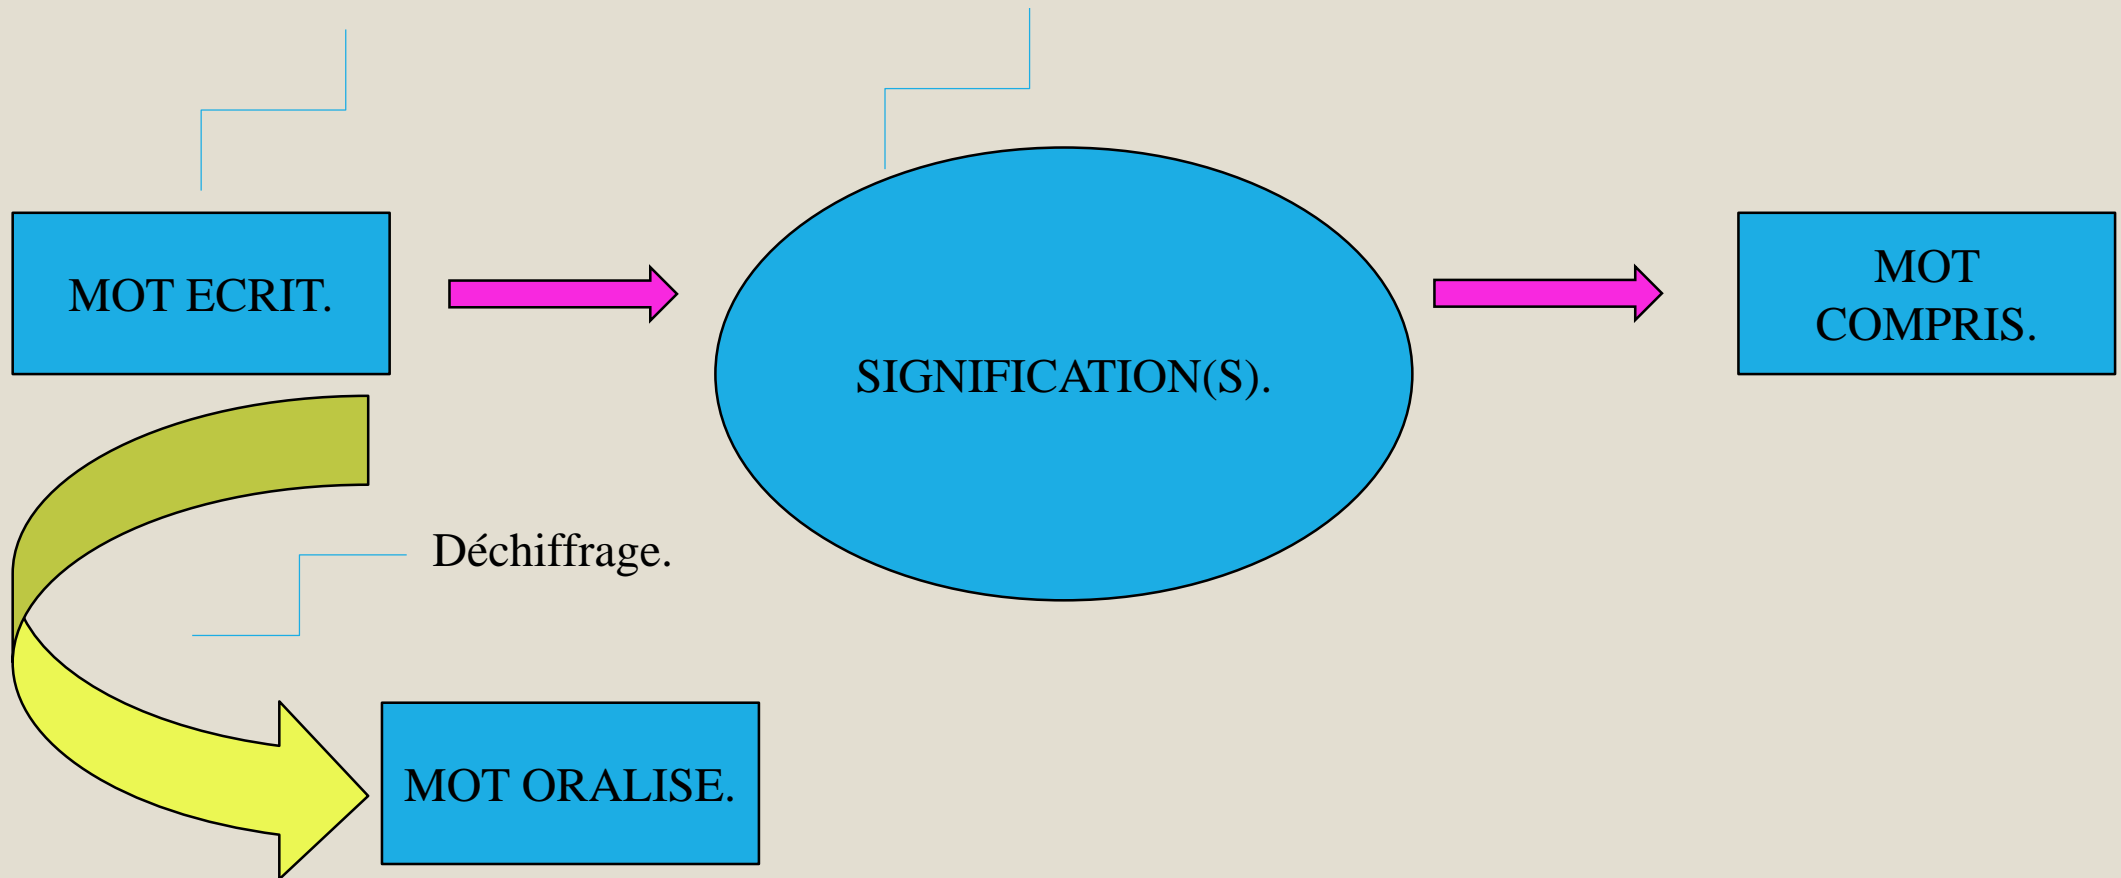 MOT ECRIT.
SIGNIFICATION(S).
MOT
COMPRIS.
Déchiffrage.
MOT ORALISE.